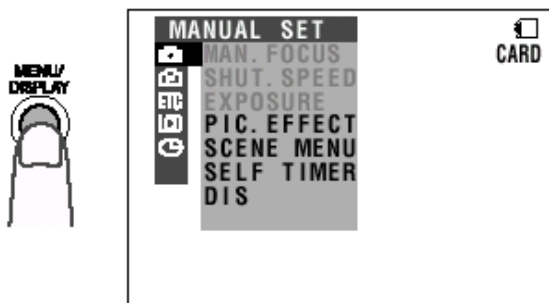 MENU/
DISPLAY
MANUAL SET
CARD
MAN. FOCUS
SHUT. SPEED
ETC
EXPOSURE
PIC. EFFECT
SCENE MENU
SELF TIMER
DIS